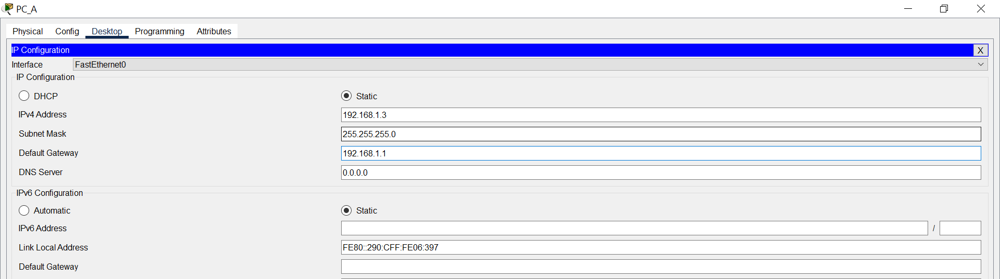 PC_A
Physical Config Desktop Programming Attributes
IP Configuration X
Interface FastEthernet0
IP Configuration
DHCP Static
IPv4 Address 192.168.1.3
Subnet Mask 255.255.255.0
Default Gateway 192.168.1.1
DNS Server 0.0.0.0
IPv6 Configuration
Automatic Static
IPv6 Address /
Link Local Address FE80::290:CFF:FE06:397
Default Gateway